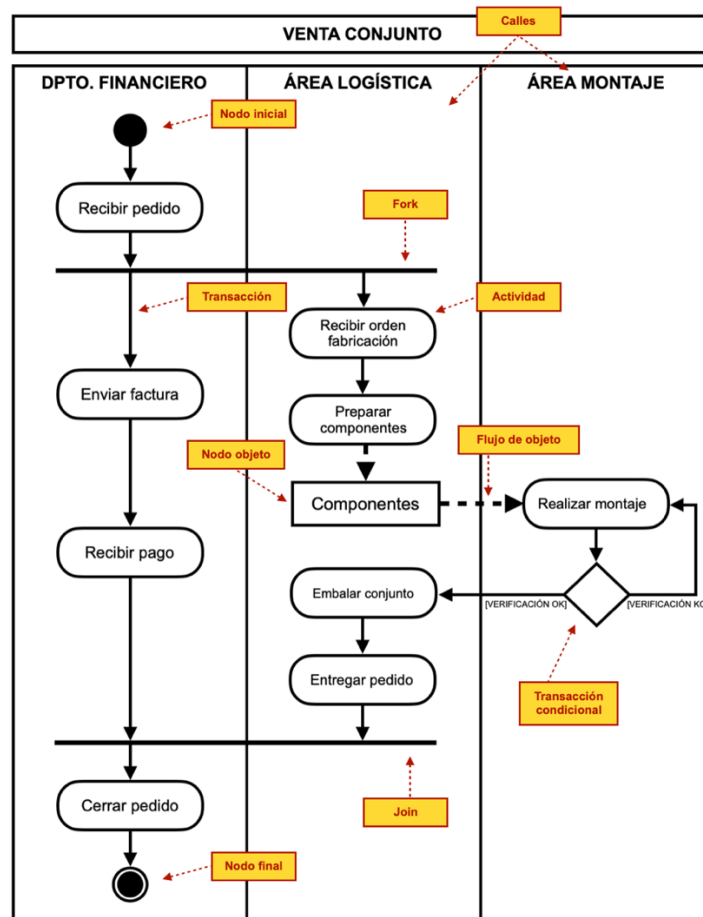 Calles
VENTA CONJUNTO
DPTO. FINANCIERO
ÁREA LOGÍSTICA
ÁREA MONTAJE
Nodo inicial
Recibir pedido
Fork
Transacción
Actividad
Recibir orden
fabricación
Enviar factura
Preparar
componentes
Nodo objeto
Flujo de objeto
Componentes
Realizar montaje
Recibir pago
Embalar conjunto
[VERIFICACIÓN OK]
[VERIFICACIÓN KO
Entregar pedido
Transacción
condicional
Cerrar pedido
Join
Nodo final